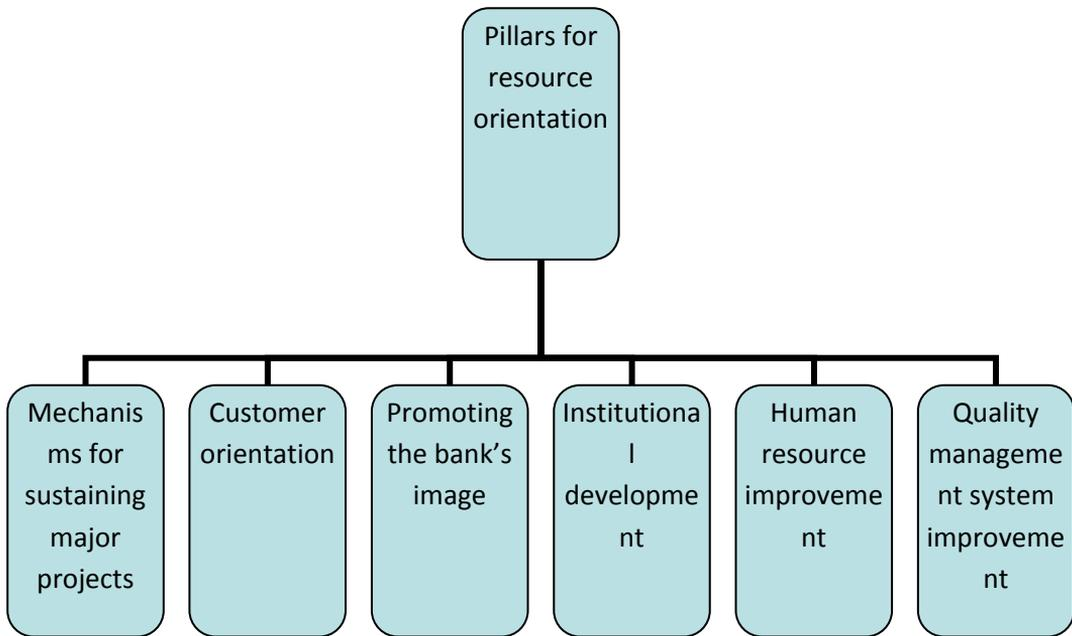 Pillars for
resource
orientation
Mechanis
ms for
sustaining
major
projects
Customer
orientation
Promoting
the bank’s
image
Institutiona
l
developme
nt
Human
resource
improveme
nt
Quality
manageme
nt system
improveme
nt